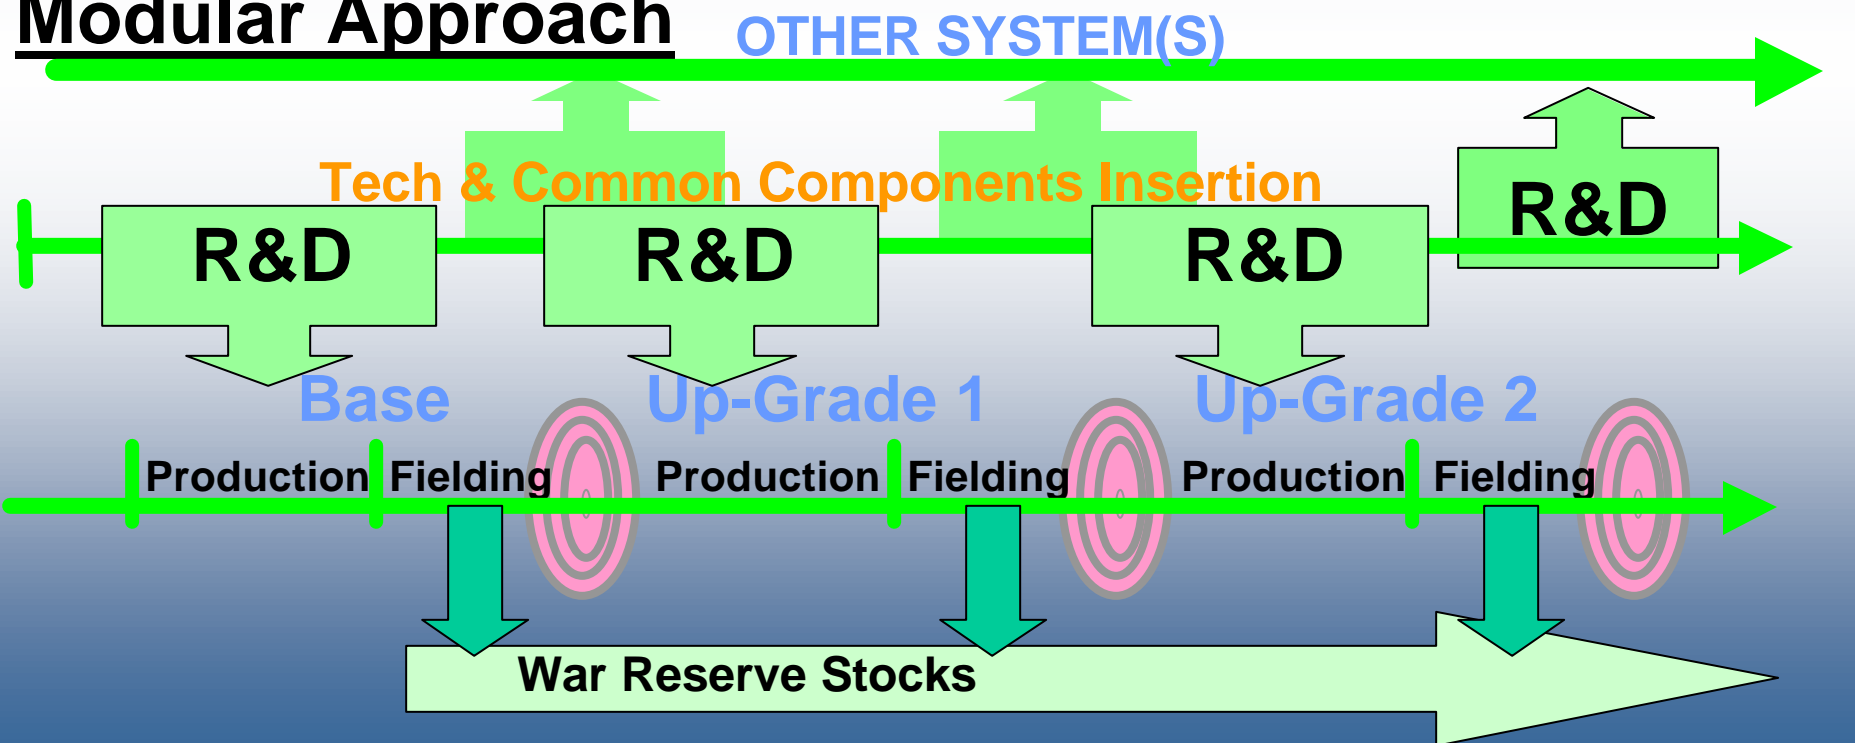 Modular Approach
OTHER SYSTEM(S)
Tech & Common Components Insertion
R&D
R&D
R&D
R&D
Base
Up-Grade 1
Up-Grade 2
Production
Fielding
Production
Fielding
Production
Fielding
War Reserve Stocks